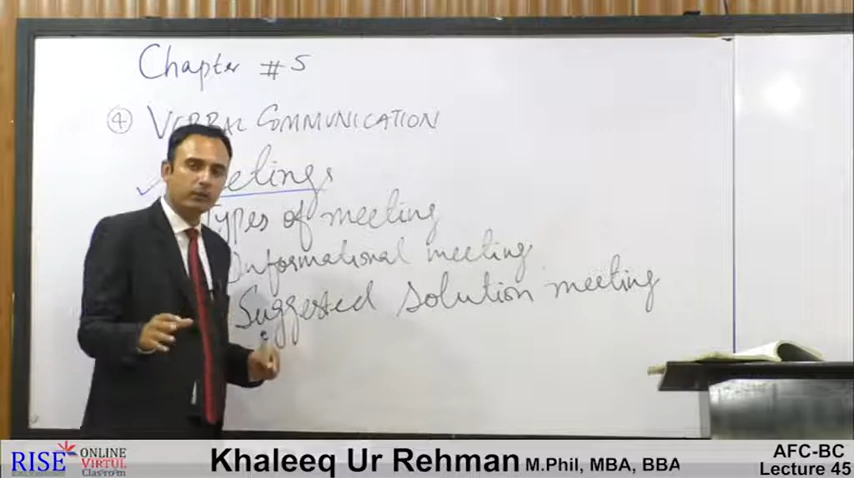 Chapter #5
④ VERBAL COMMUNICATION
✓ Meetings
Types of meeting
Informational meeting
Suggested solution meeting
RISE ONLINE
VIRTUL
Classroom
Khaleeq Ur Rehman M.Phil, MBA, BBA
AFC-BC
Lecture 45